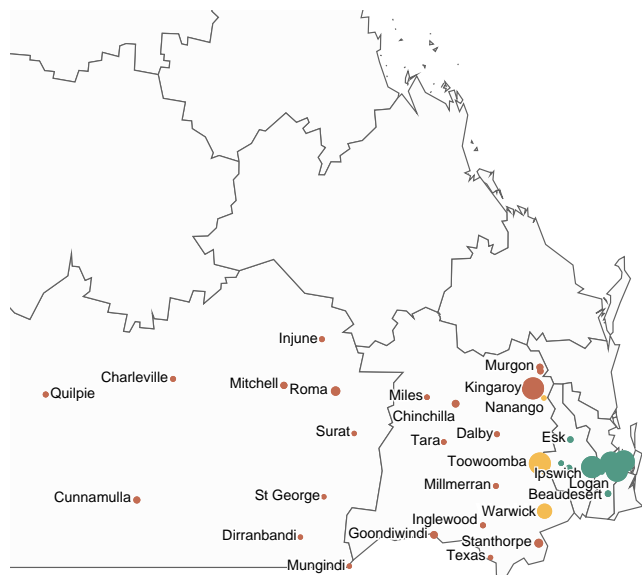 Injune
Murgon
Charleville
Mitchell
Roma
Kingaroy
Quilpie
Miles
Nanango
Chinchilla
Surat
Dalby
Esk
Tara
Toowoomba
Ipswich
Logan
Millmerran
Beaudesert
Cunnamulla
St George
Warwick
Inglewood
Dirranbandi
Goondiwindi
Stanthorpe
Texas
Mungindi